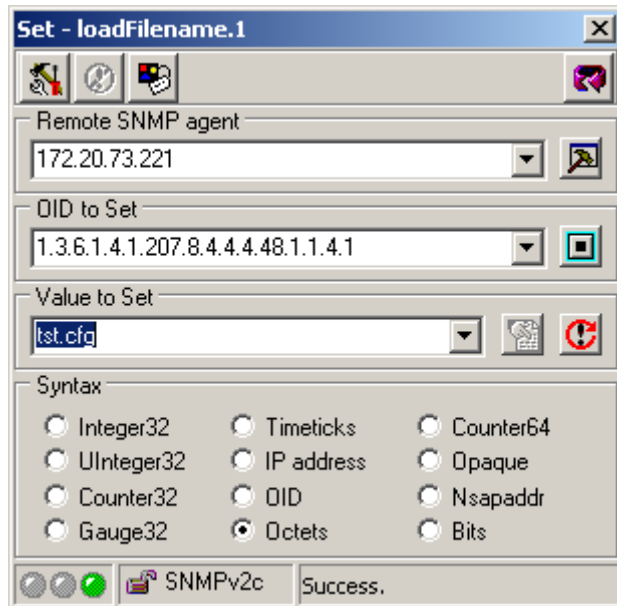 Set - loadFilename.1
Remote SNMP agent
172.20.73.221
OID to Set
1.3.6.1.4.1.207.8.4.4.4.48.1.1.4.1
Value to Set
tst.cfg
Syntax
Integer32 Timeticks Counter64
UInteger32 IP address Opaque
Counter32 OID Nsapaddr
Gauge32 Octets Bits
SNMPv2c Success.